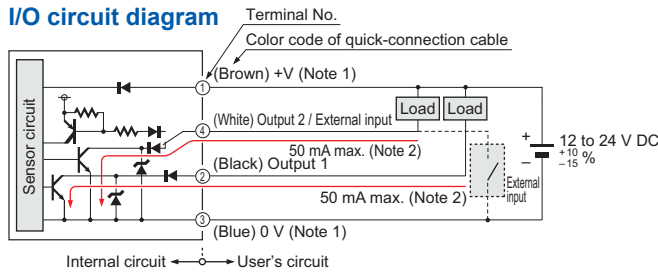 I/O circuit diagram
Terminal No.
Color code of quick-connection cable
(Brown) +V (Note 1)
1
Sensor circuit
(White) Output 2 / External input
4
Load
Load
50 mA max. (Note 2)
+
–
12 to 24 V DC
+10
–15 %
(Black) Output 1
2
External
input
50 mA max. (Note 2)
3
(Blue) 0 V (Note 1)
Internal circuit
User's circuit